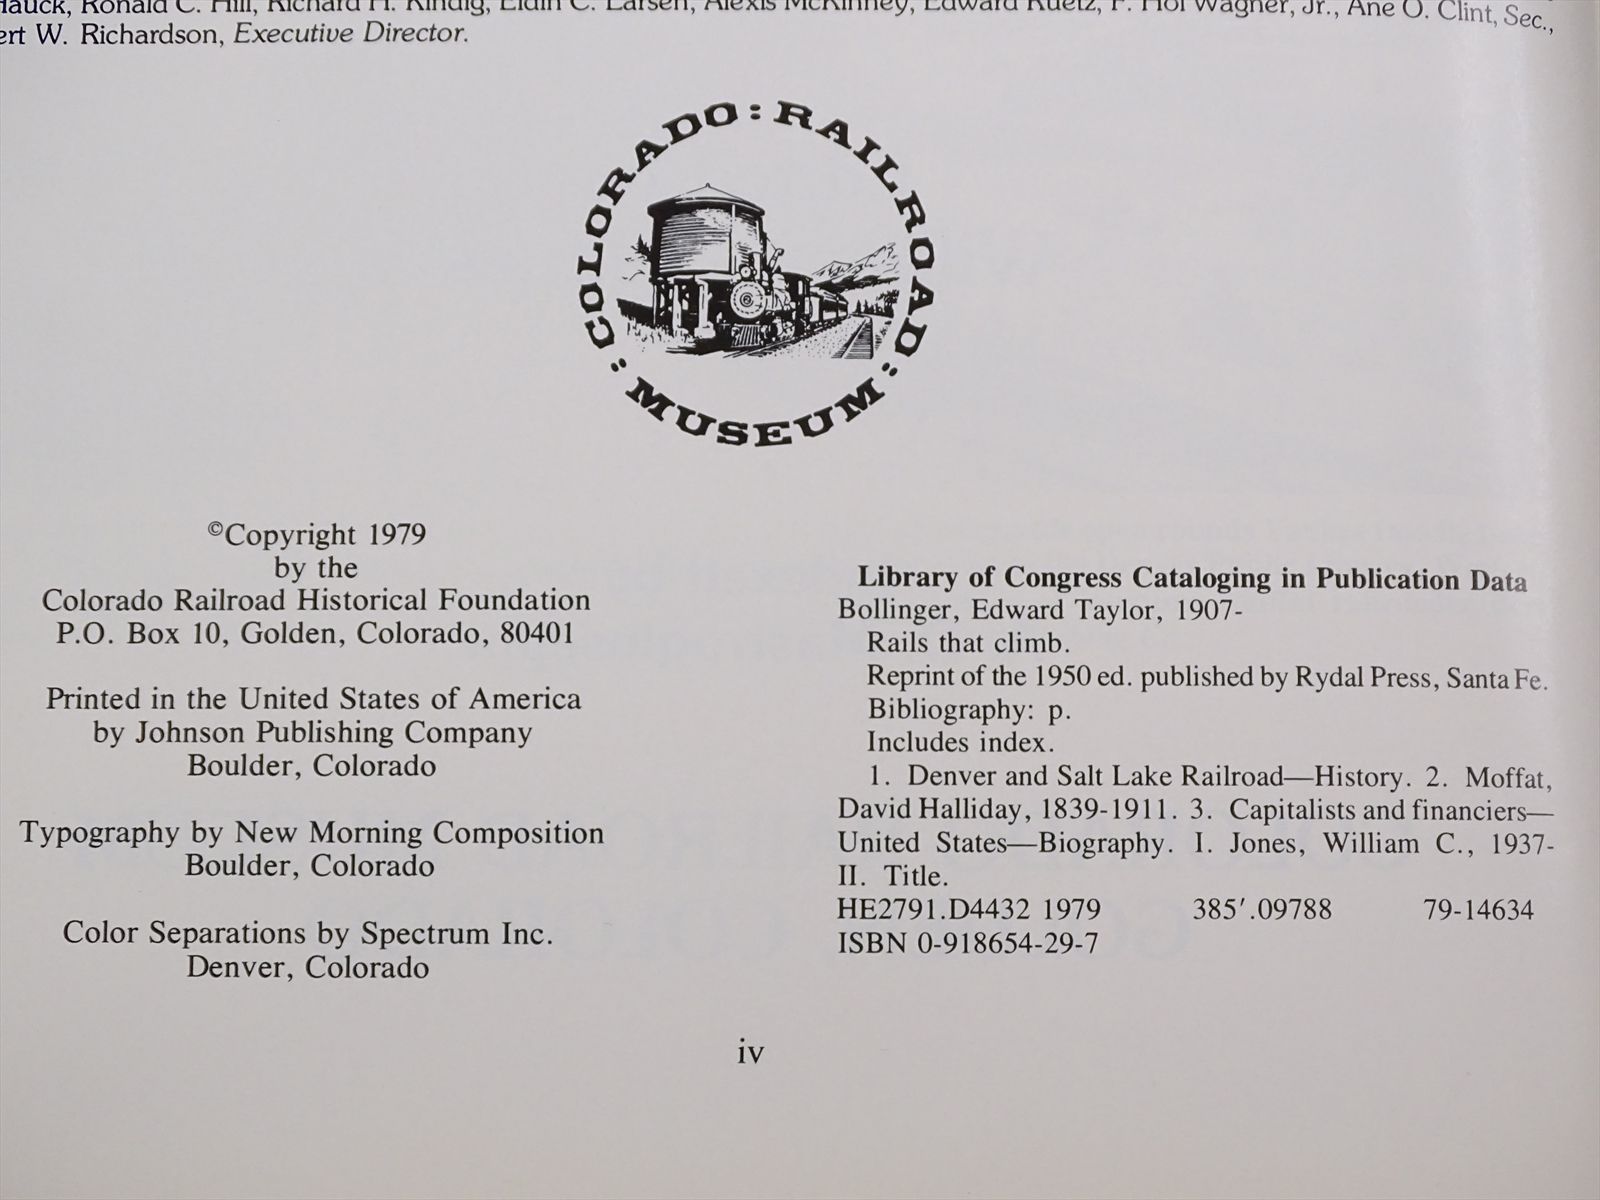 Hauck, Ronald C. Hill, Richard H. Kindig, Eldin C. Larsen, Alexis McKinney, Edward Ruetz, F. Hol Wagner, Jr., Ane O. Clint, Sec.,
ert W. Richardson, Executive Director.
COLORADO : RAILROAD : MUSEUM :
©Copyright 1979
by the
Colorado Railroad Historical Foundation
P.O. Box 10, Golden, Colorado, 80401
Printed in the United States of America
by Johnson Publishing Company
Boulder, Colorado
Typography by New Morning Composition
Boulder, Colorado
Color Separations by Spectrum Inc.
Denver, Colorado
Library of Congress Cataloging in Publication Data
Bollinger, Edward Taylor, 1907-
Rails that climb.
Reprint of the 1950 ed. published by Rydal Press, Santa Fe.
Bibliography: p.
Includes index.
1. Denver and Salt Lake Railroad—History. 2. Moffat,
David Halliday, 1839-1911. 3. Capitalists and financiers—
United States—Biography. I. Jones, William C., 1937-
II. Title.
HE2791.D4432 1979 385′.09788 79-14634
ISBN 0-918654-29-7
iv